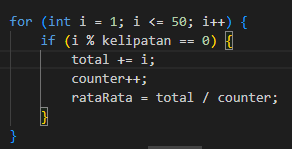 for (int i = 1; i <= 50; i++) {
    if (i % kelipatan == 0) {
        total += i;
        counter++;
        rataRata = total / counter;
    }
}